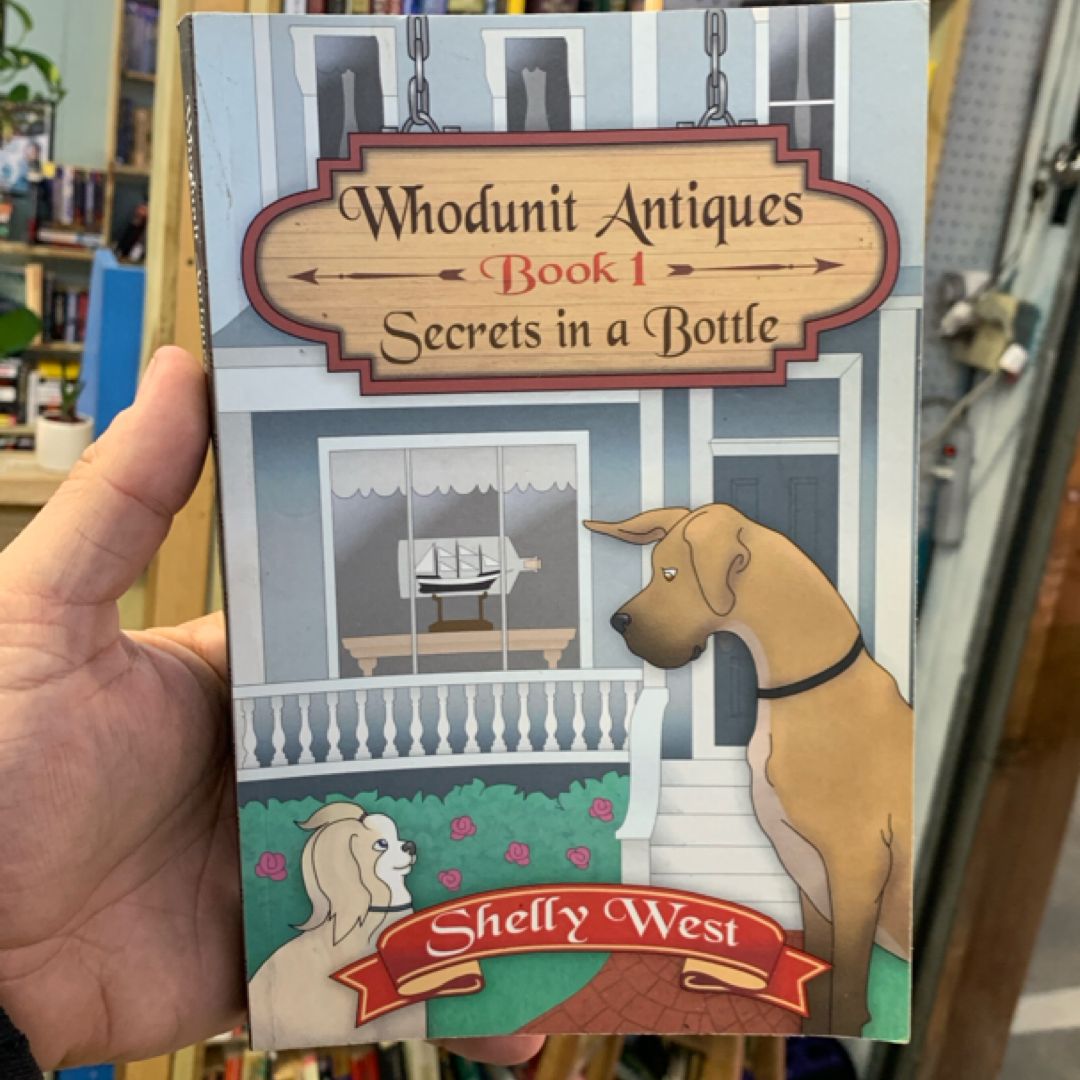 Whodunit Antiques
Book 1
Secrets in a Bottle
Shelly West